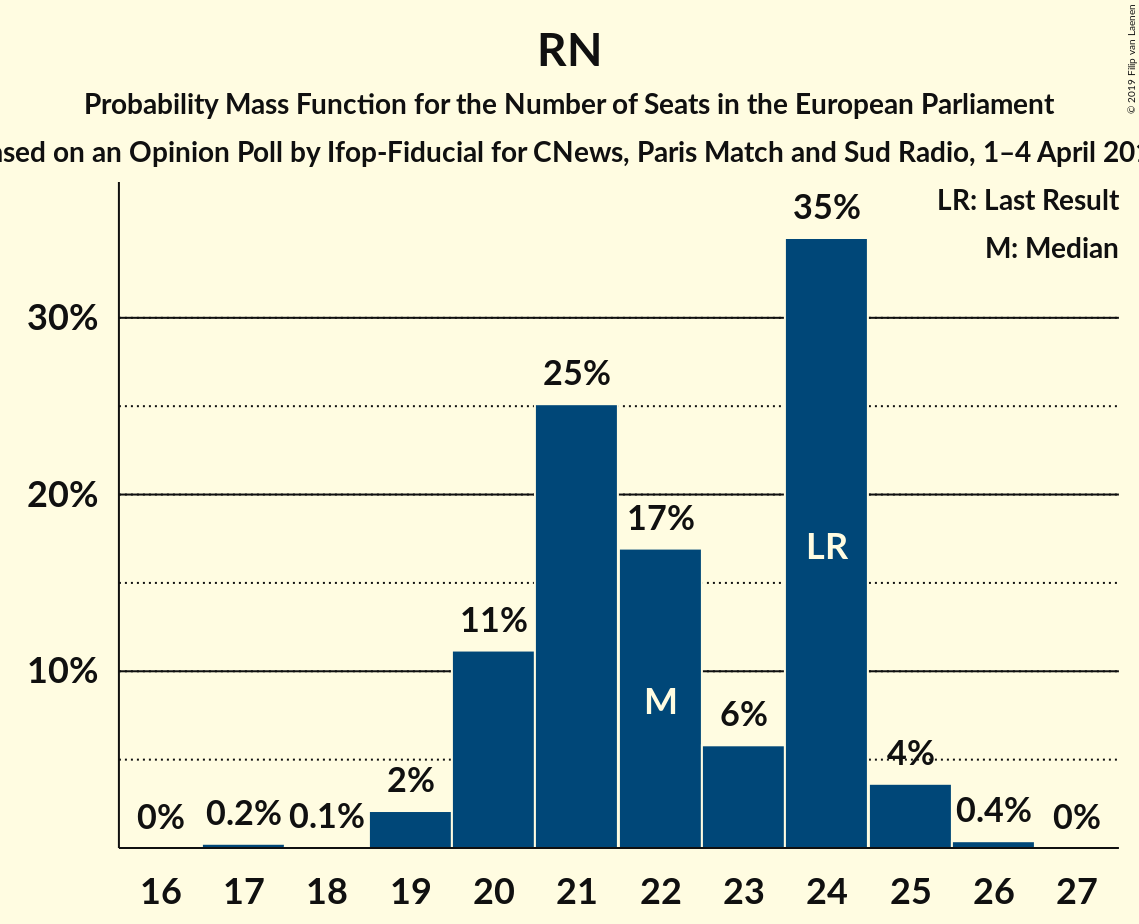 RN
Probability Mass Function for the Number of Seats in the European Parliament
on an Opinion Poll by Ifop-Fiducial for CNews, Paris Match and Sud Radio, 1–4 April
© 2019 Filip van Laenen
LR: Last Result
M: Median
35%
30%
25%
20%
17%
LR
11%
10%
M
6%
4%
2%
0%
0.2%
0.1%
0.4%
0%
16 17 18 19 20 21 22 23 24 25 26 27